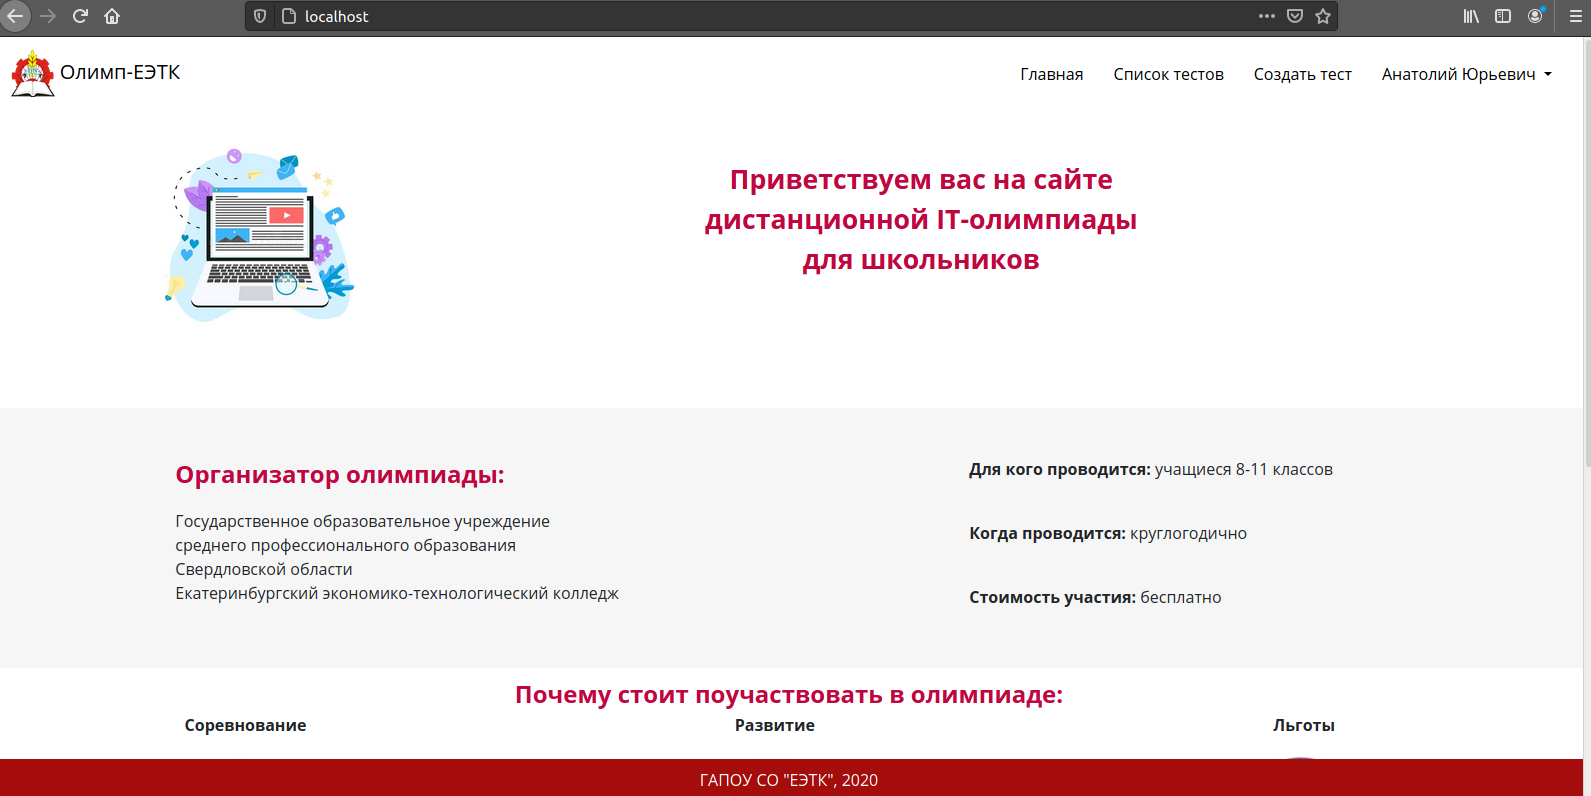 localhost
Олимп-ЕЭТК
Главная
Список тестов
Создать тест
Анатолий Юрьевич
Приветствуем вас на сайте
дистанционной IT-олимпиады
для школьников
Организатор олимпиады:
Государственное образовательное учреждение
среднего профессионального образования
Свердловской области
Екатеринбургский экономико-технологический колледж
Для кого проводится: учащиеся 8-11 классов
Когда проводится: круглогодично
Стоимость участия: бесплатно
Почему стоит поучаствовать в олимпиаде:
Соревнование
Развитие
Льготы
ГАПОУ СО "ЕЭТК", 2020